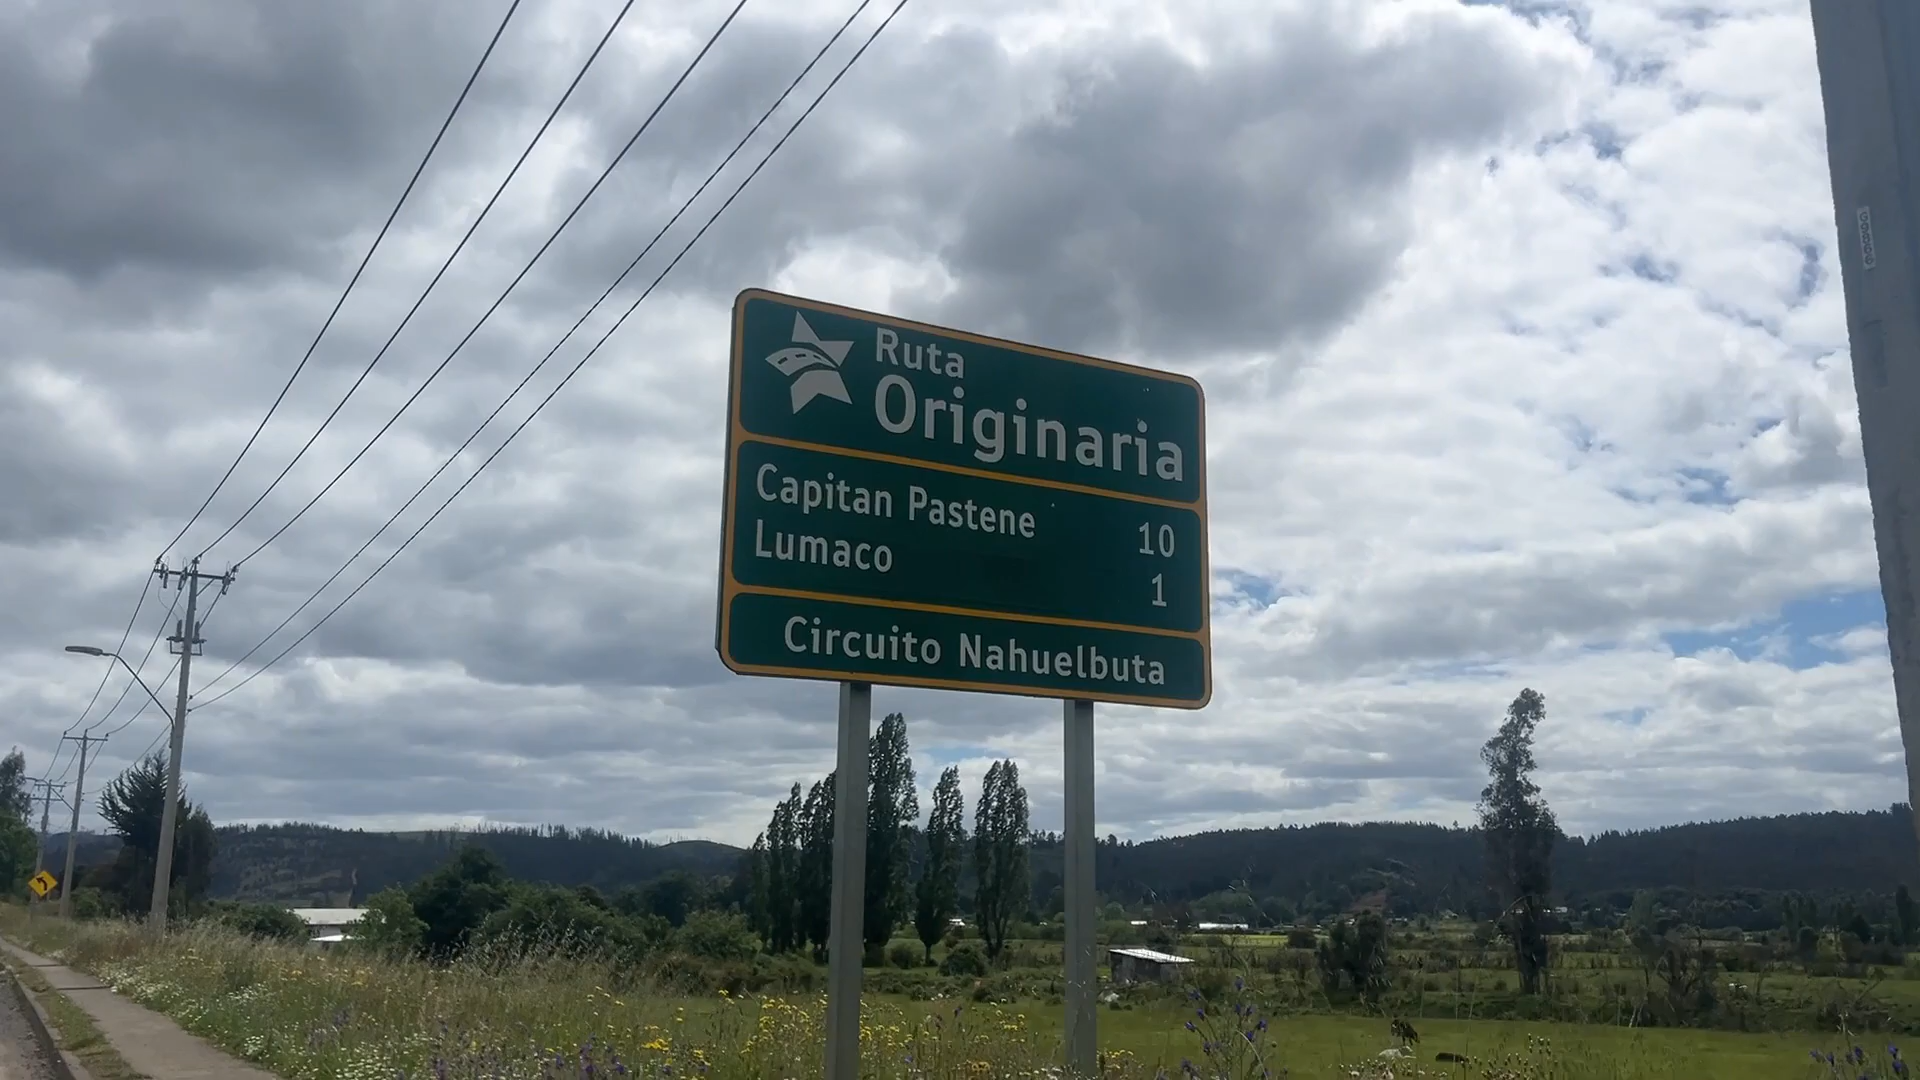 Ruta
Originaria
Capitan Pastene 10
Lumaco 1
Circuito Nahuelbuta